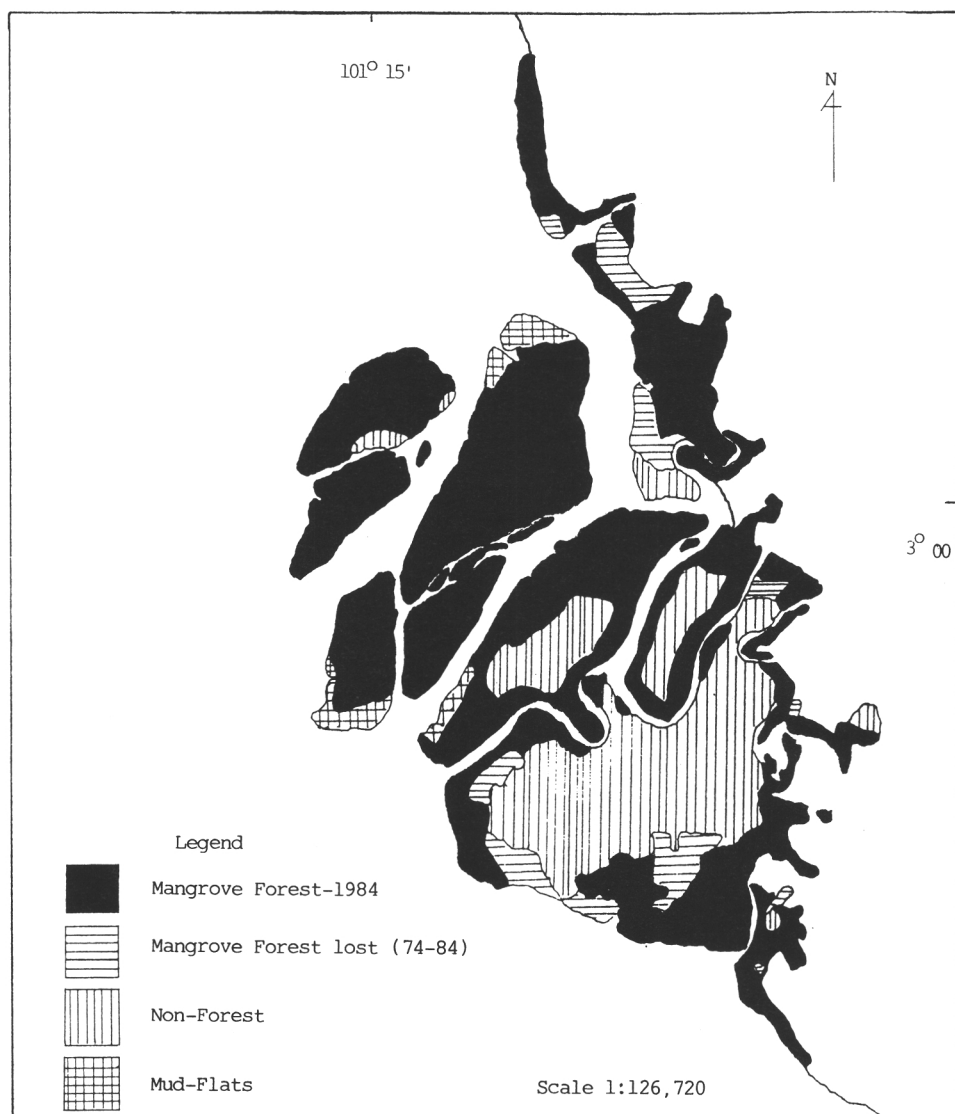 101° 15'
N
3° 00
Legend
Mangrove Forest-1984
Mangrove Forest lost (74-84)
Non-Forest
Mud-Flats
Scale 1:126,720